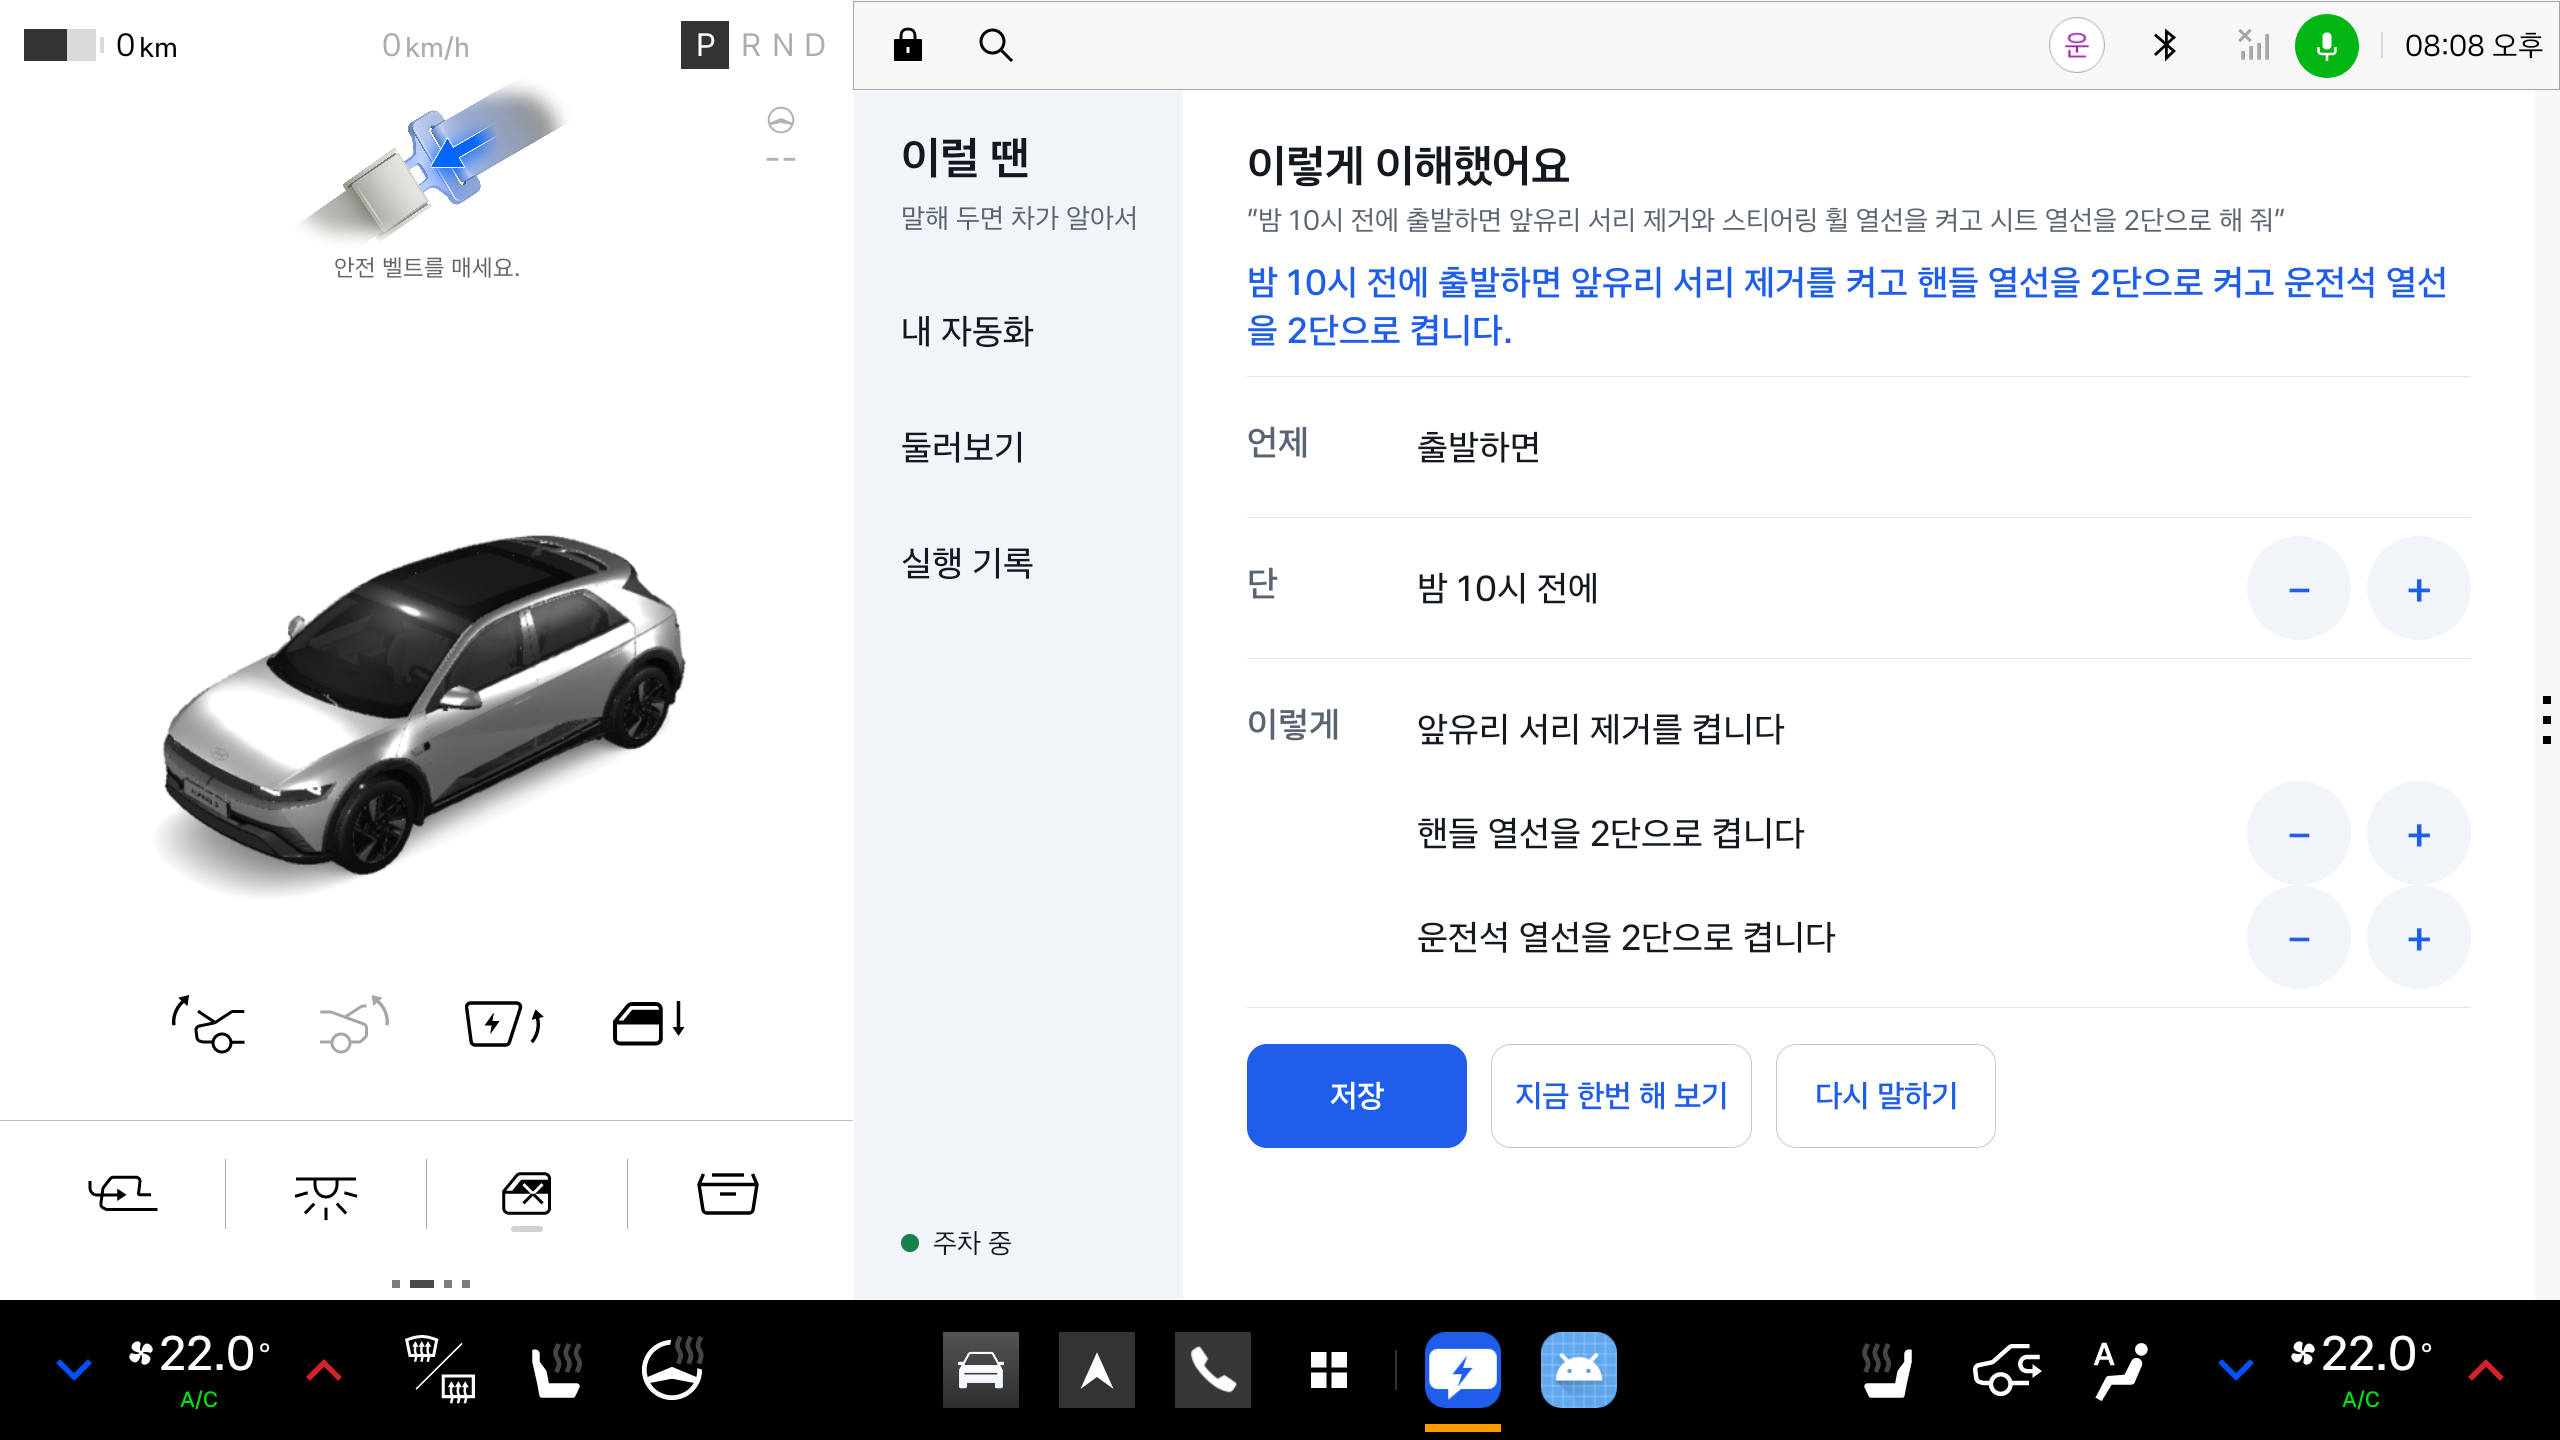 0 km
0 km/h
P R N D
안전 벨트를 매세요.
--
운
08:08 오후
이럴 땐
말해 두면 차가 알아서
내 자동화
둘러보기
실행 기록
주차 중
이렇게 이해했어요
"밤 10시 전에 출발하면 앞유리 서리 제거와 스티어링 휠 열선을 켜고 시트 열선을 2단으로 해 줘"
밤 10시 전에 출발하면 앞유리 서리 제거를 켜고 핸들 열선을 2단으로 켜고 운전석 열선
을 2단으로 켭니다.
언제 출발하면
단 밤 10시 전에 − +
이렇게 앞유리 서리 제거를 켭니다
핸들 열선을 2단으로 켭니다 − +
운전석 열선을 2단으로 켭니다 − +
저장 지금 한번 해 보기 다시 말하기
22.0°
A/C
A
22.0°
A/C